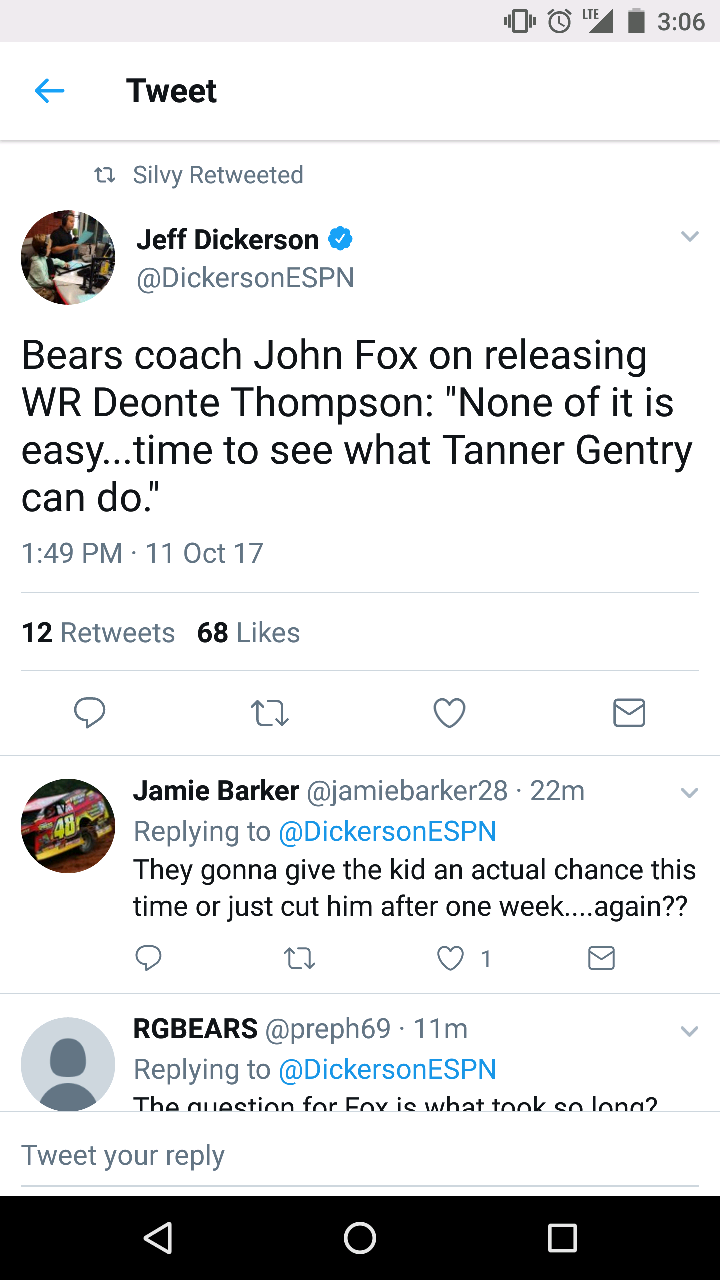 LTE 3:06
Tweet
Silvy Retweeted
Jeff Dickerson
@DickersonESPN
Bears coach John Fox on releasing
WR Deonte Thompson: "None of it is
easy...time to see what Tanner Gentry
can do."
1:49 PM · 11 Oct 17
12 Retweets 68 Likes
Jamie Barker @jamiebarker28 · 22m
Replying to @DickersonESPN
They gonna give the kid an actual chance this
time or just cut him after one week....again??
1
48
RGBEARS @preph69 · 11m
Replying to @DickersonESPN
The question for Fox is what took so long?
Tweet your reply